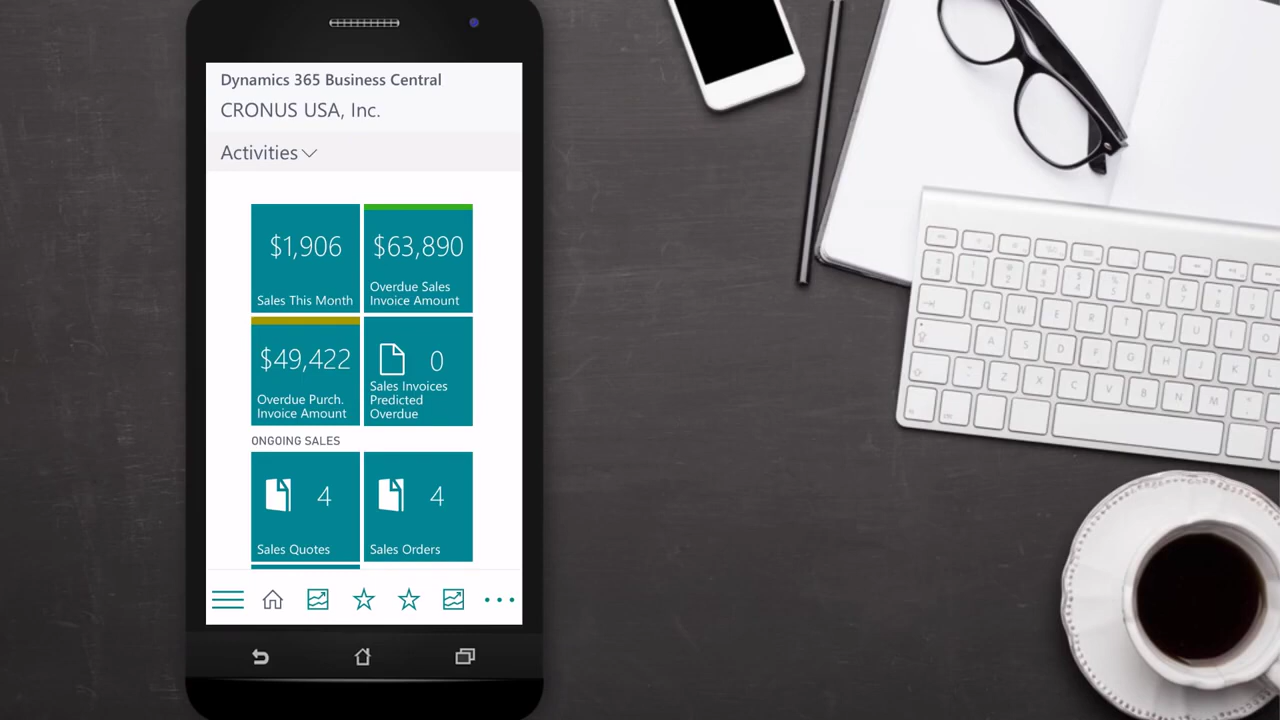 Dynamics 365 Business Central
CRONUS USA, Inc.
Activities
$1,906
Sales This Month
$63,890
Overdue Sales
Invoice Amount
$49,422
Overdue Purch.
Invoice Amount
0
Sales Invoices
Predicted
Overdue
ONGOING SALES
4
Sales Quotes
4
Sales Orders
Q W E R T Y U I O
A S D F G H J K L
Z X C V B N M